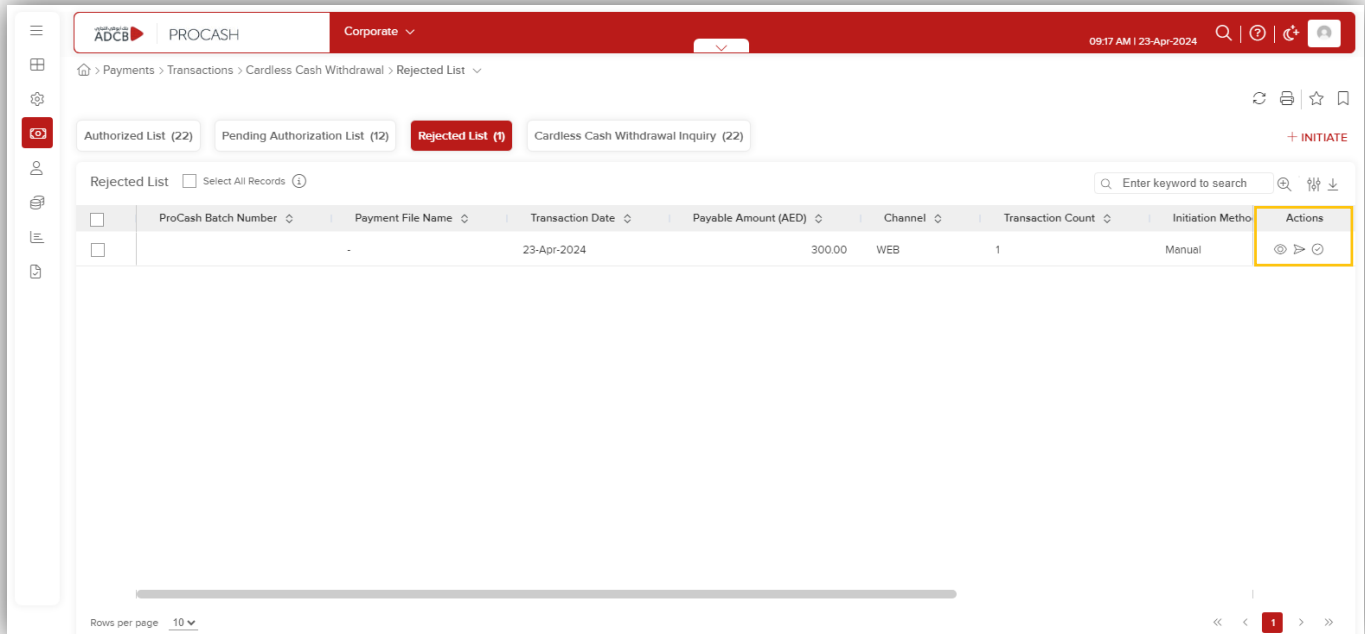 ADCB PROCASH Corporate
09:17 AM | 23-Apr-2024
> Payments > Transactions > Cardless Cash Withdrawal > Rejected List
Authorized List (22) Pending Authorization List (12) Rejected List (1) Cardless Cash Withdrawal Inquiry (22) + INITIATE
Rejected List Select All Records Enter keyword to search
ProCash Batch Number Payment File Name Transaction Date Payable Amount (AED) Channel Transaction Count Initiation Metho Actions
- 23-Apr-2024 300.00 WEB 1 Manual
Rows per page 10 « < 1 > »